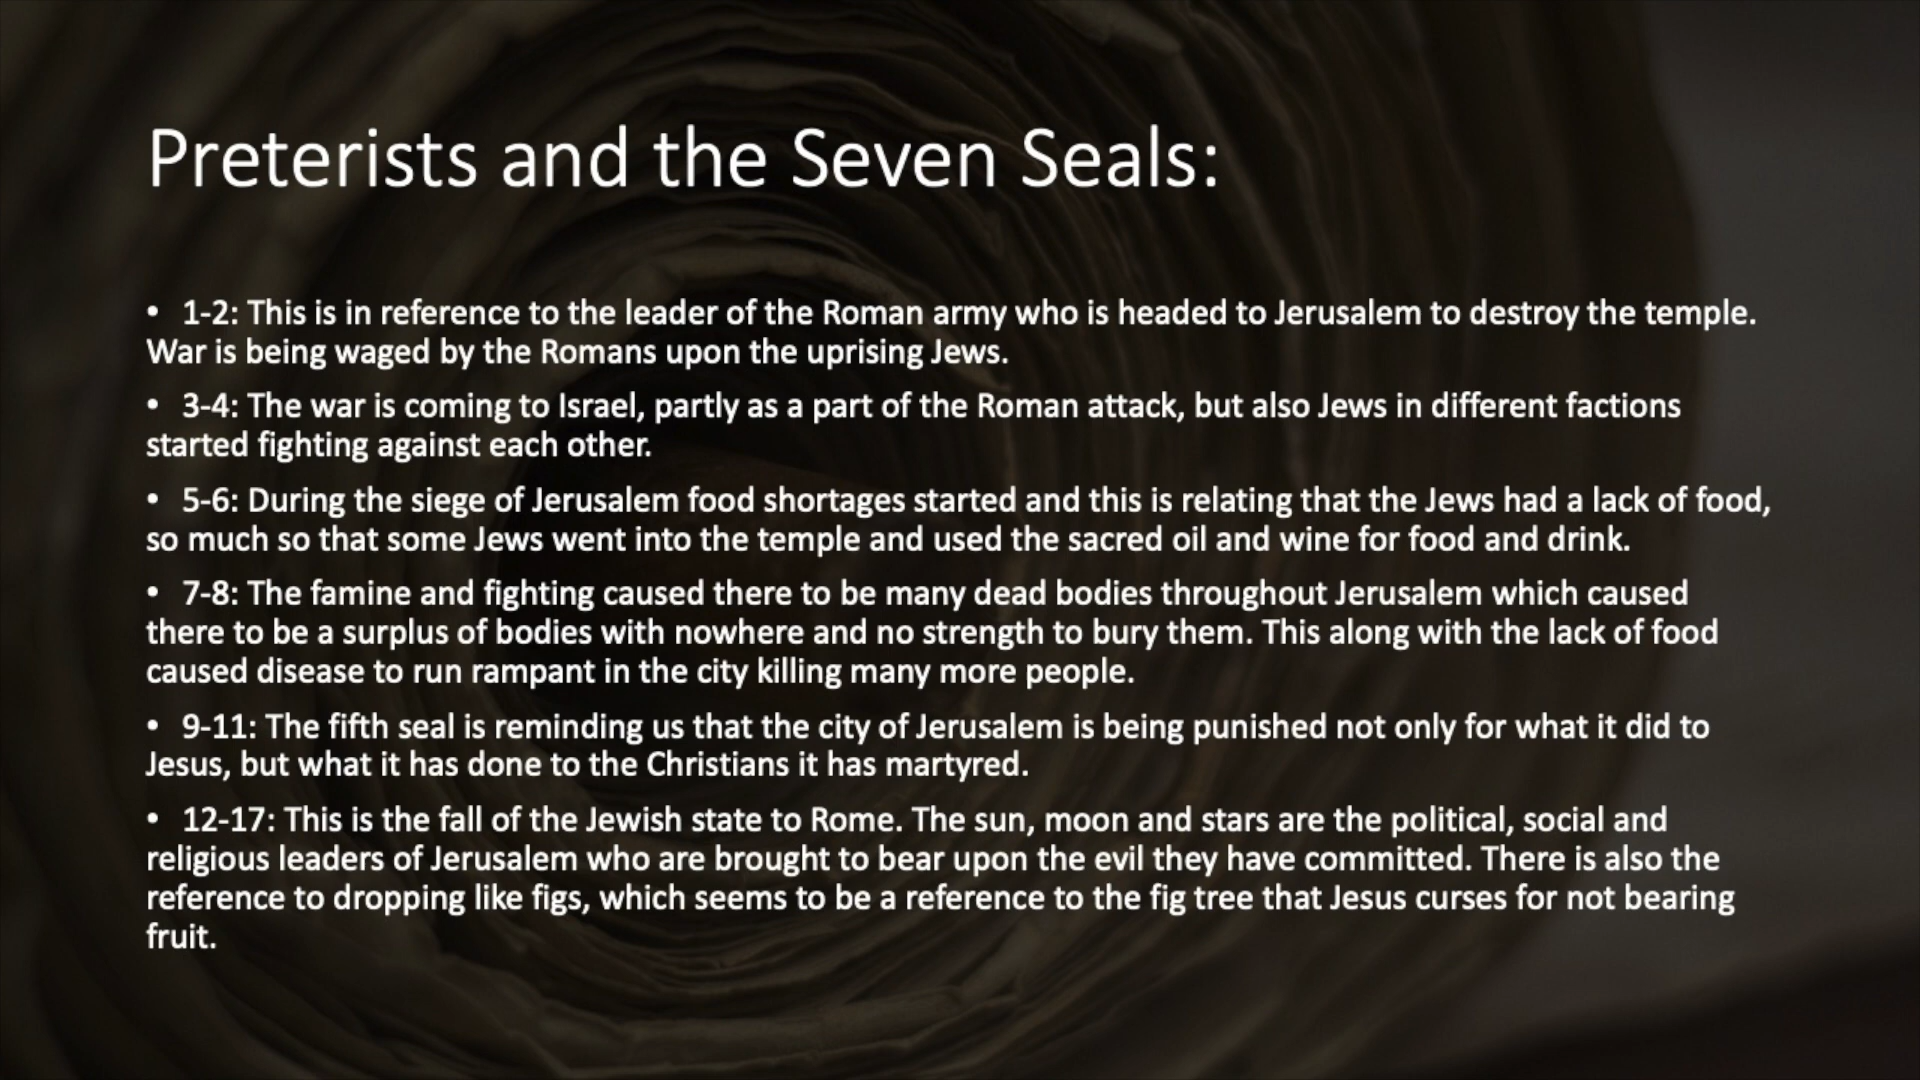 Preterists and the Seven Seals:
• 1-2: This is in reference to the leader of the Roman army who is headed to Jerusalem to destroy the temple.
War is being waged by the Romans upon the uprising Jews.
• 3-4: The war is coming to Israel, partly as a part of the Roman attack, but also Jews in different factions
started fighting against each other.
• 5-6: During the siege of Jerusalem food shortages started and this is relating that the Jews had a lack of food,
so much so that some Jews went into the temple and used the sacred oil and wine for food and drink.
• 7-8: The famine and fighting caused there to be many dead bodies throughout Jerusalem which caused
there to be a surplus of bodies with nowhere and no strength to bury them. This along with the lack of food
caused disease to run rampant in the city killing many more people.
• 9-11: The fifth seal is reminding us that the city of Jerusalem is being punished not only for what it did to
Jesus, but what it has done to the Christians it has martyred.
• 12-17: This is the fall of the Jewish state to Rome. The sun, moon and stars are the political, social and
religious leaders of Jerusalem who are brought to bear upon the evil they have committed. There is also the
reference to dropping like figs, which seems to be a reference to the fig tree that Jesus curses for not bearing
fruit.